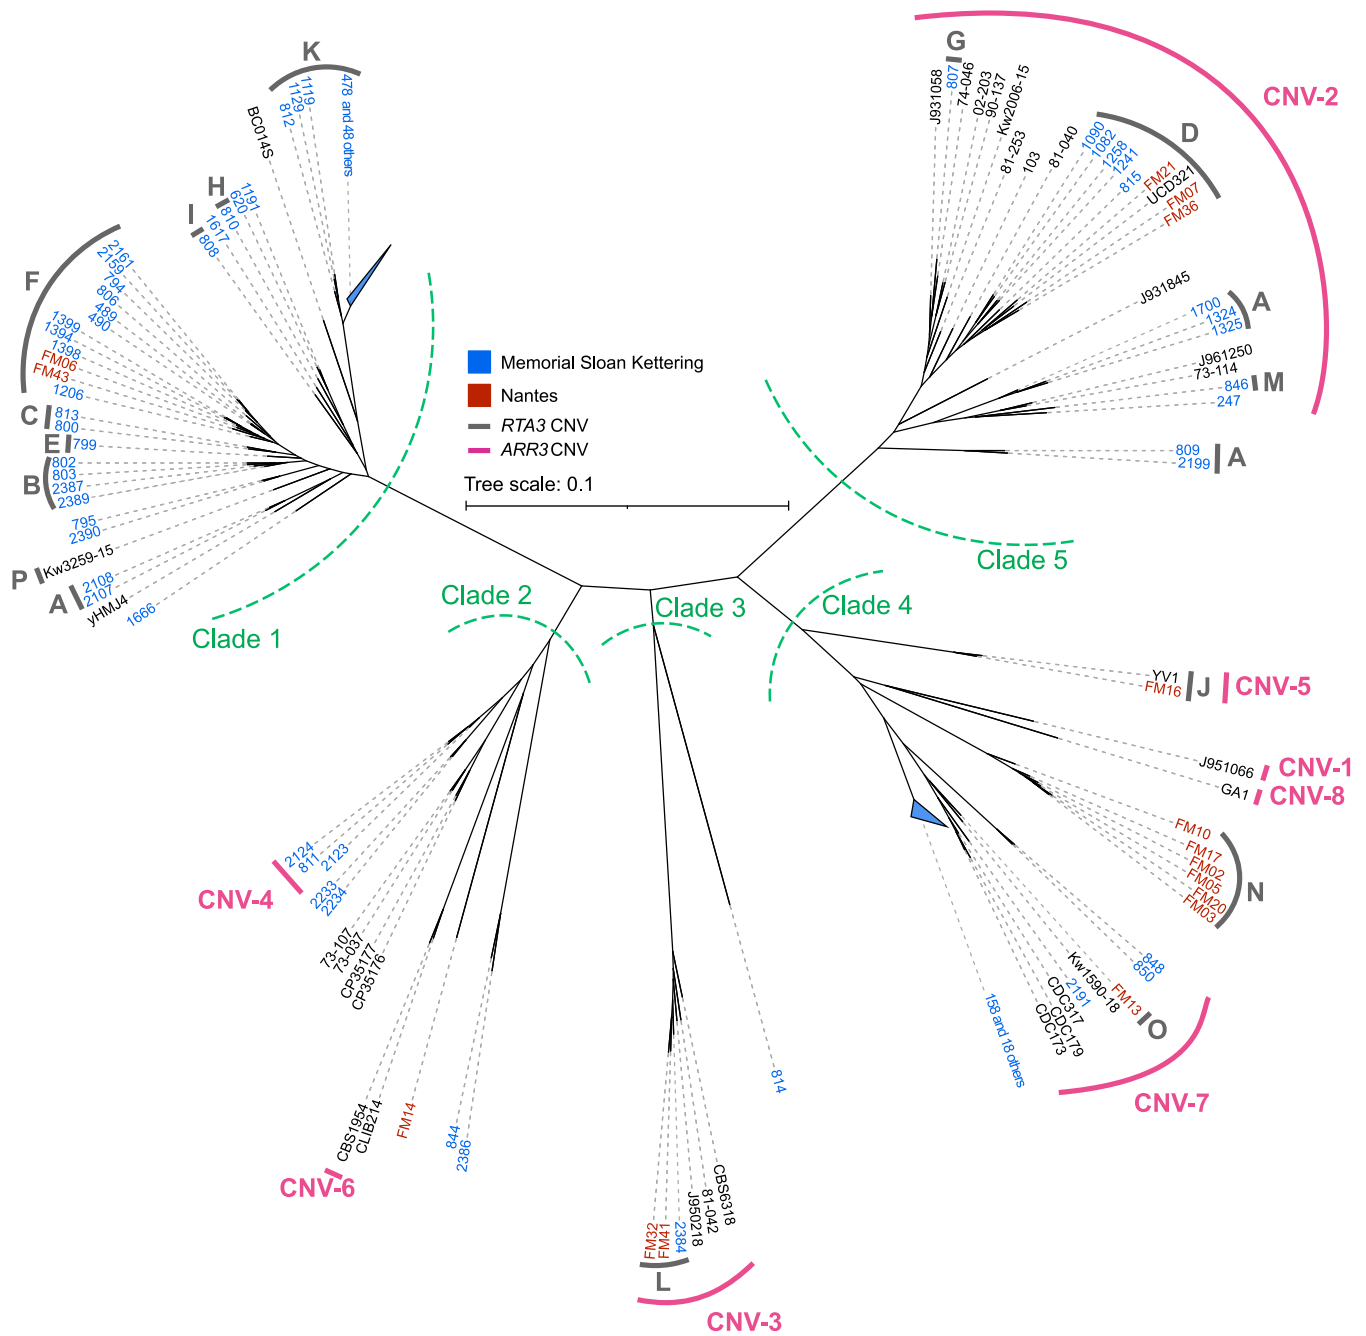 K
G
CNV-2
D
H
I
F
C
E
B
P
A
A
M
A
BC014S
812
1129
1119
478 and 48 others
1191
620
810
1617
808
2161
2159
794
806
489
490
1399
1394
1398
FM06
FM43
1206
813
800
799
802
803
2387
2389
795
2390
Kw3259-15
2108
2107
yHMJ4
1666
Clade 1
Memorial Sloan Kettering
Nantes
RTA3 CNV
ARR3 CNV
Tree scale: 0.1
J931058
807
74-046
02-203
90-137
Kw2006-15
81-253
103
81-040
1090
1082
1258
1241
815
FM21
UCD321
FM07
FM36
J931845
1700
1324
1325
J961250
73-114
846
247
809
2199
Clade 5
Clade 2
Clade 3
Clade 4
YV1
FM16
J
CNV-5
J951066
CNV-1
GA1
CNV-8
FM10
FM17
FM02
FM05
FM20
FM03
N
848
850
FM13
O
Kw1590-18
2191
CDC317
CDC179
CDC173
CNV-7
158 and 18 others
814
2124
811
2123
2233
2234
CNV-4
73-107
73-037
CP35177
CP35176
CBS1954
CLIB214
CNV-6
FM14
844
2386
FM32
FM41
2384
J950218
81-042
CBS6318
L
CNV-3